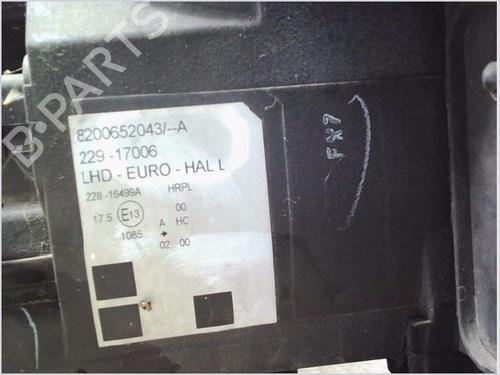 B-PARTS
8200652043/--A
229-17006
LHD - EURO - HAL L
228-16499A HRPL
00
17.5 E13 A HC
1085
02 00
FX7